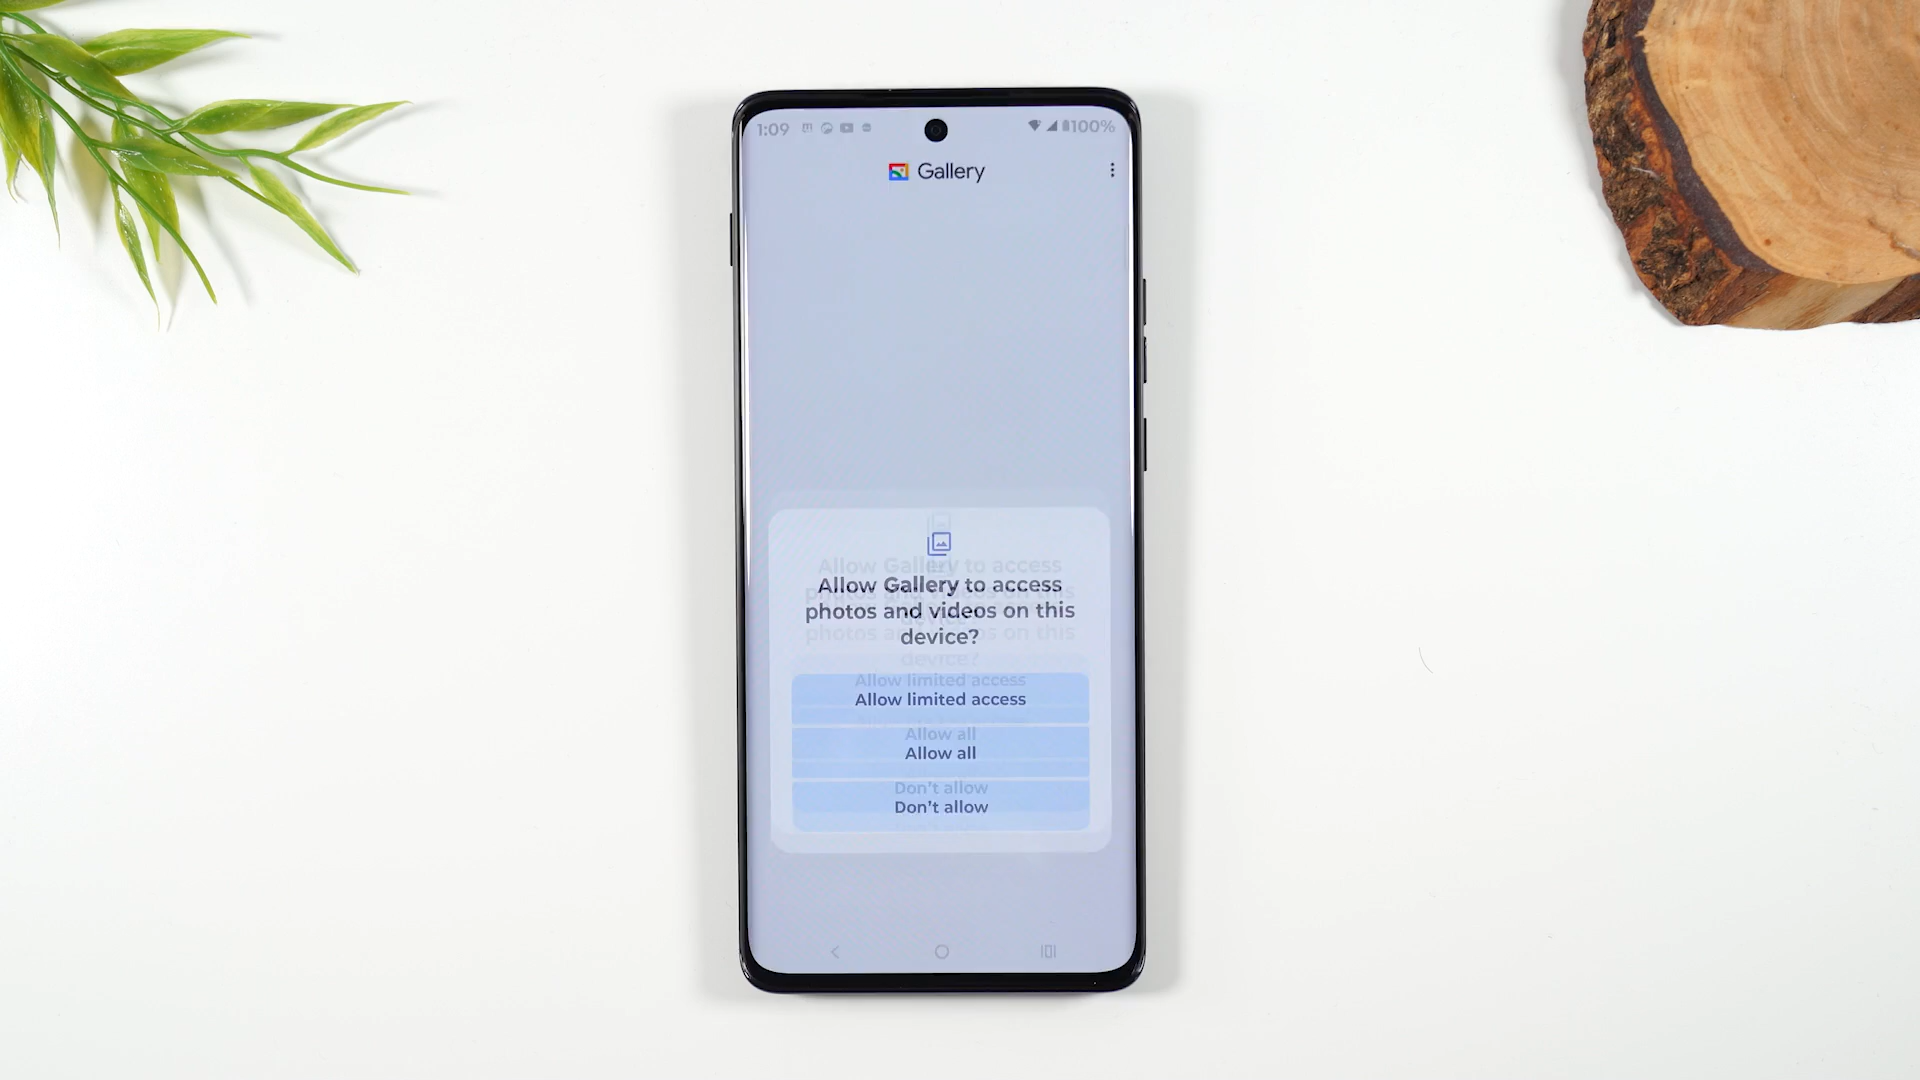 1:09
100%
Gallery
Allow Gallery to access
photos and videos on this
device?
Allow limited access
Allow all
Don't allow